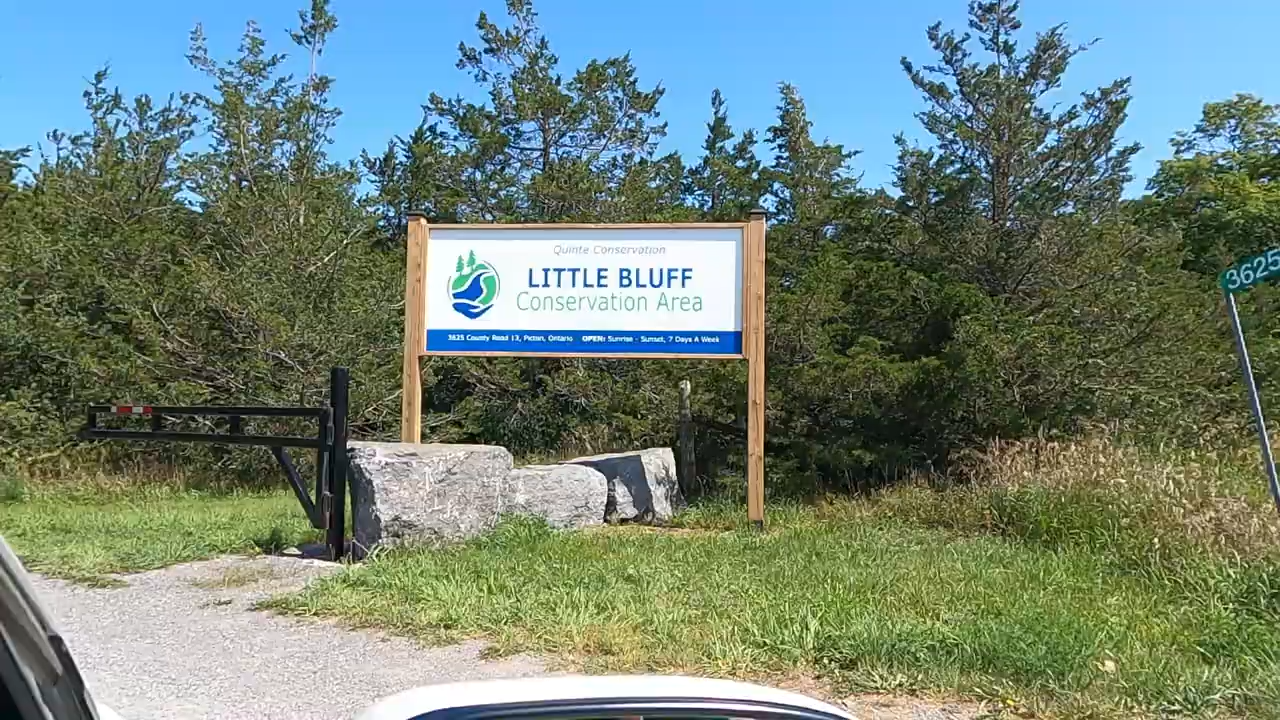 Quinte Conservation
LITTLE BLUFF
Conservation Area
3625 County Road 13, Picton, Ontario OPEN: Sunrise - Sunset, 7 Days A Week
3625